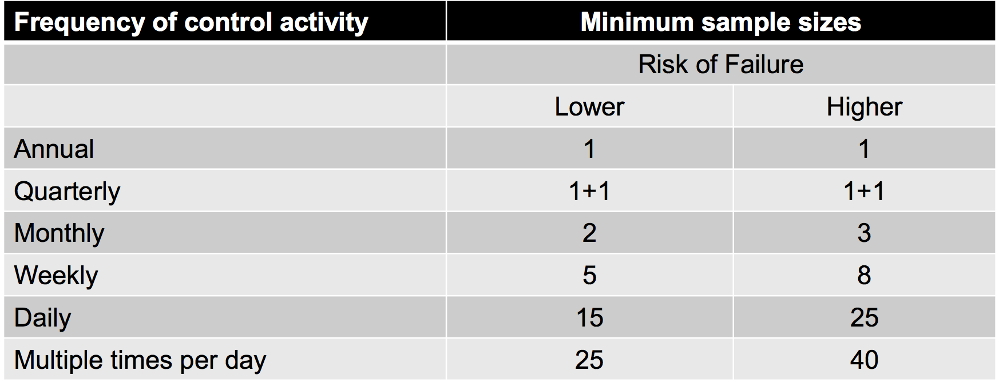 Frequency of control activity Minimum sample sizes
Risk of Failure
Lower Higher
Annual 1 1
Quarterly 1+1 1+1
Monthly 2 3
Weekly 5 8
Daily 15 25
Multiple times per day 25 40